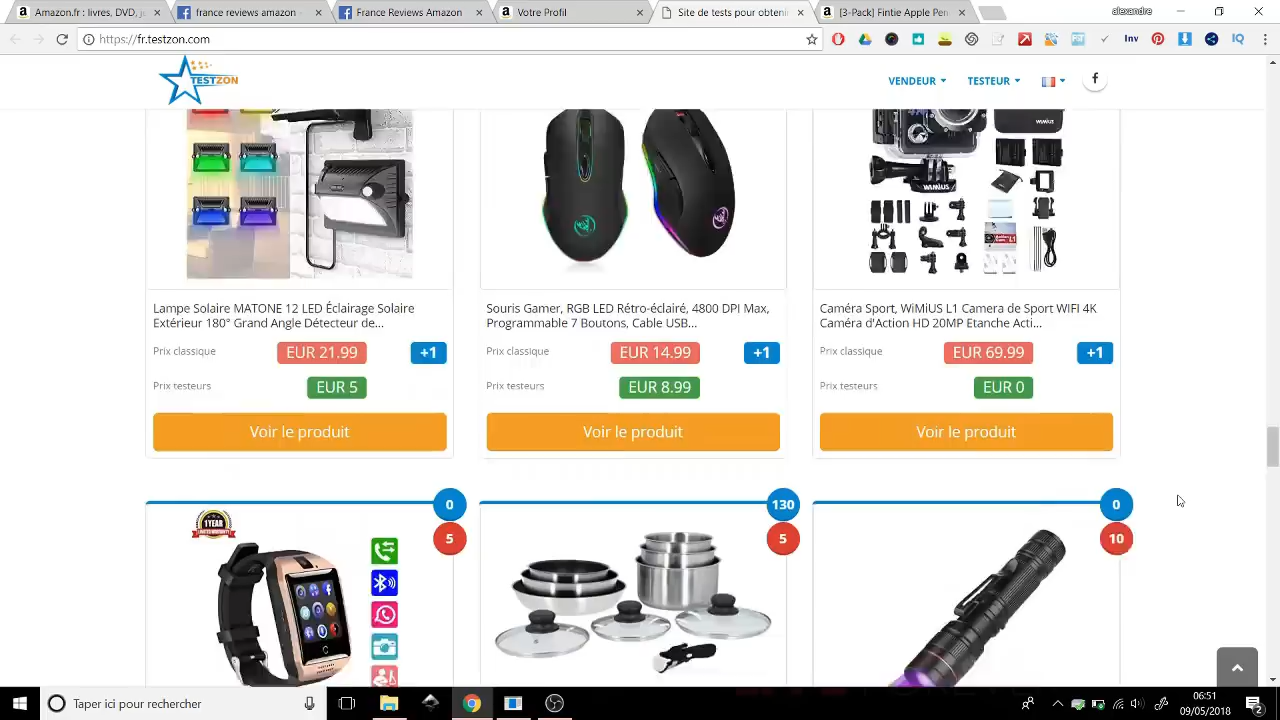 Amazon.fr : livres, DVD, j
france reviews amazon -
France Reviews Amazon
Votre Profil
Site de tests pour obteni
[3-Pack] Fintie Apple Pen
alexandre
https://fr.testzon.com
Inv
IQ
TESTZON
VENDEUR
TESTEUR
WiMiUS
Lampe Solaire MATONE 12 LED Éclairage Solaire
Extérieur 180° Grand Angle Détecteur de...
Prix classique
EUR 21.99
+1
Prix testeurs
EUR 5
Voir le produit
Souris Gamer, RGB LED Rétro-éclairé, 4800 DPI Max,
Programmable 7 Boutons, Cable USB...
Prix classique
EUR 14.99
+1
Prix testeurs
EUR 8.99
Voir le produit
Caméra Sport, WiMiUS L1 Camera de Sport WIFI 4K
Caméra d'Action HD 20MP Etanche Acti...
Prix classique
EUR 69.99
+1
Prix testeurs
EUR 0
Voir le produit
0
5
1YEAR
130
5
0
10
Taper ici pour rechercher
06:51
09/05/2018
2